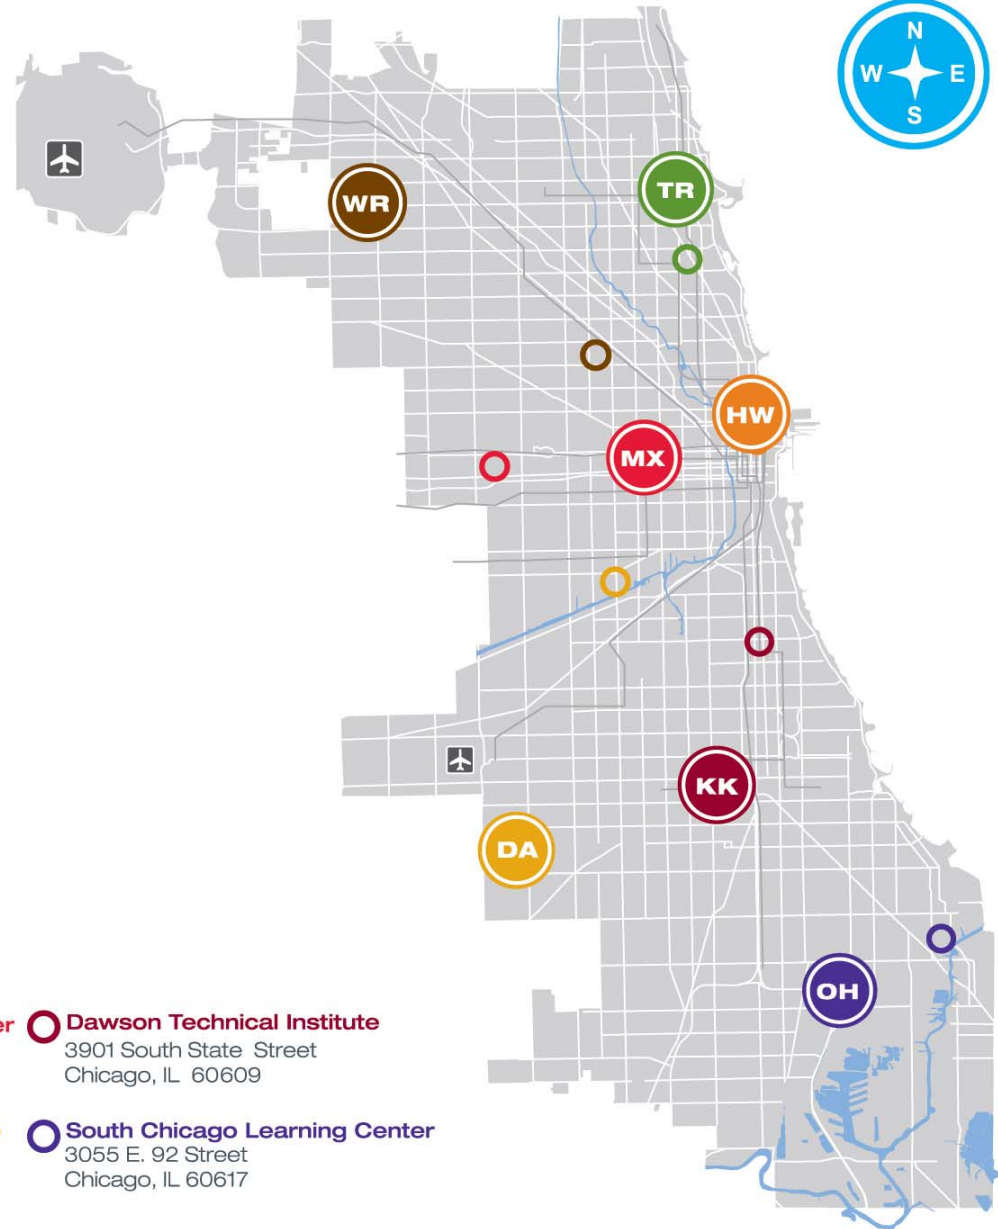 N
W E
S
WR
TR
HW
MX
KK
DA
OH
er
Dawson Technical Institute
3901 South State Street
Chicago, IL 60609
South Chicago Learning Center
3055 E. 92 Street
Chicago, IL 60617